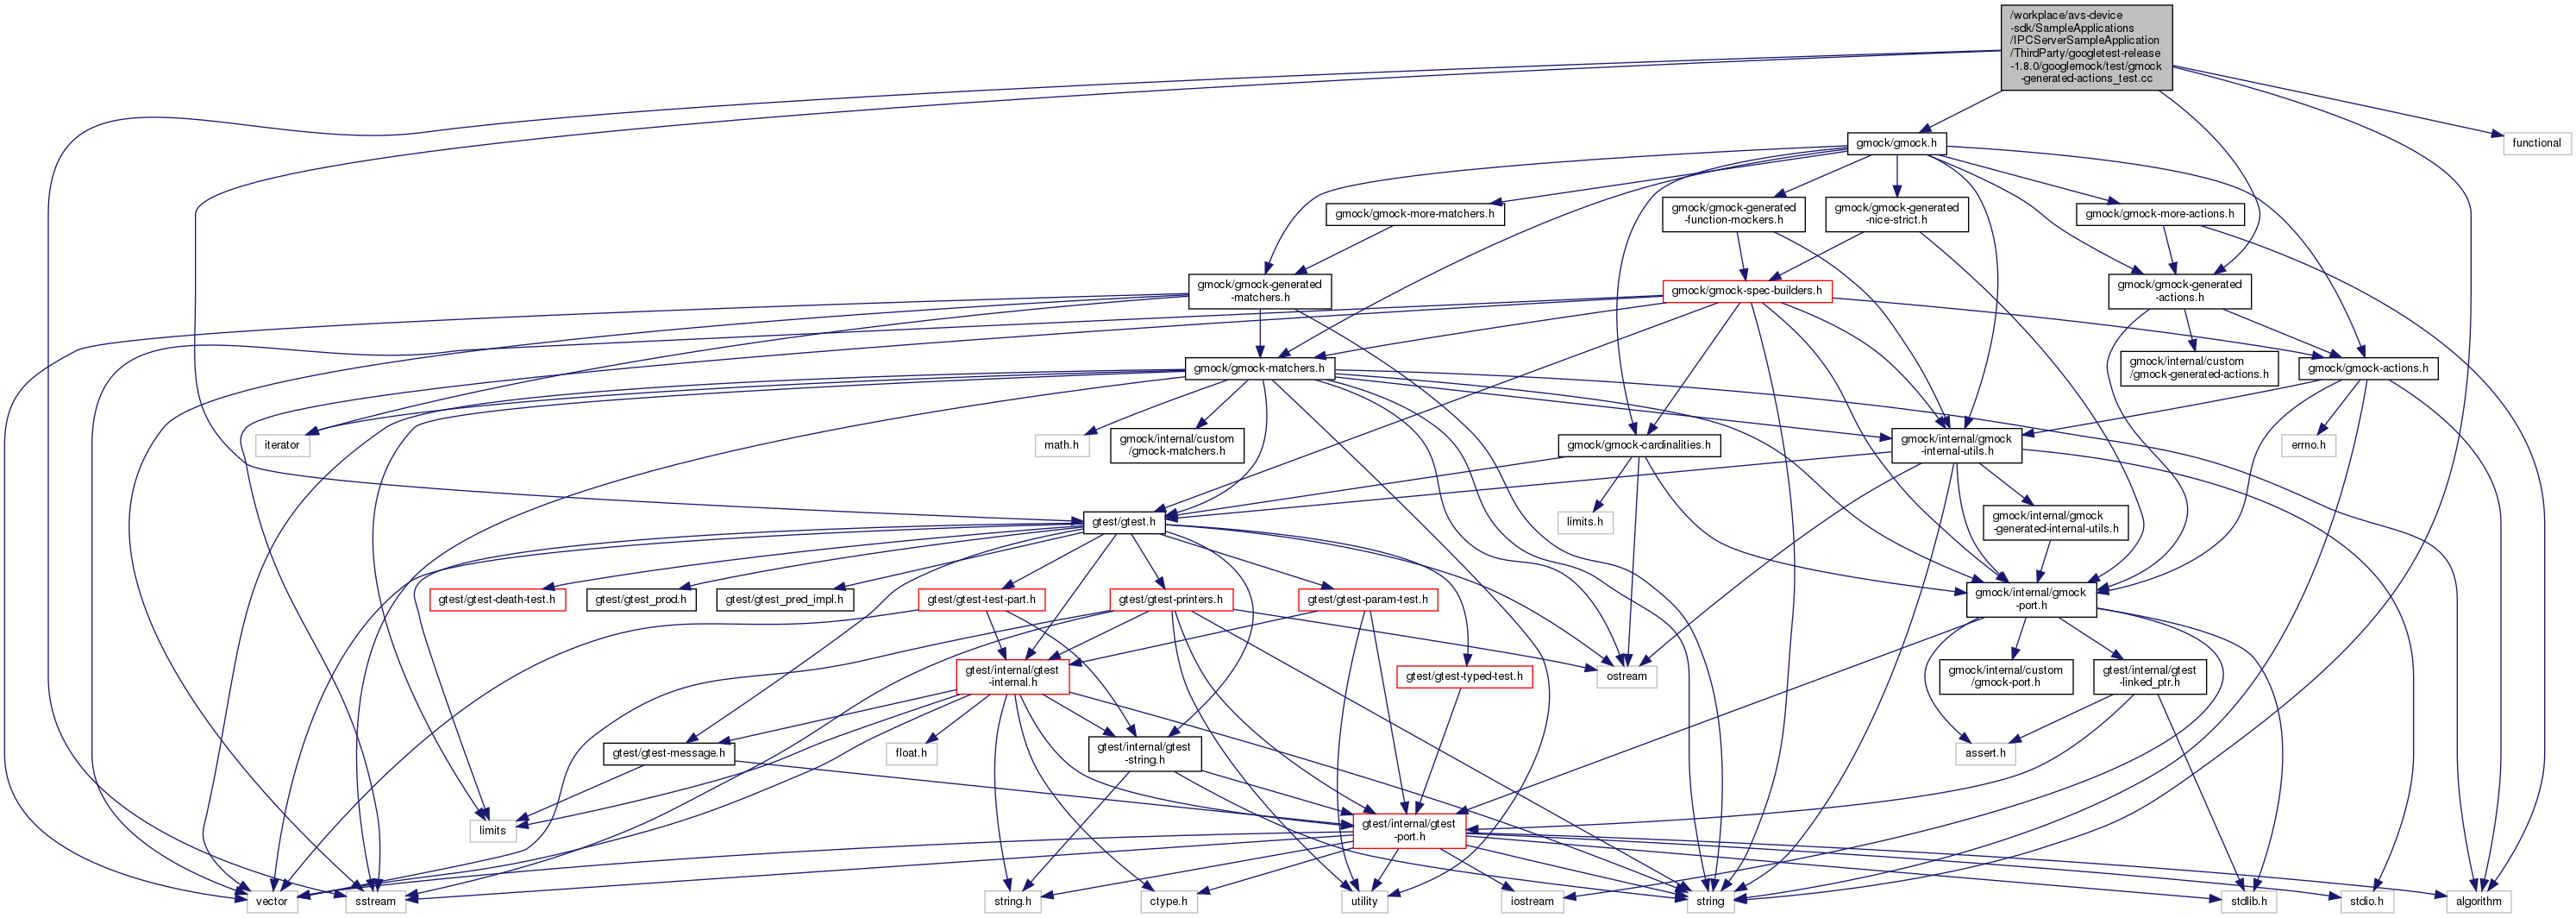 /workplace/avs-device
-sdk/SampleApplications
/IPCServerSampleApplication
/ThirdParty/googletest-release
-1.8.0/googlemock/test/gmock
-generated-actions_test.cc
gmock/gmock.h
functional
gmock/gmock-more-matchers.h
gmock/gmock-generated
-function-mockers.h
gmock/gmock-generated
-nice-strict.h
gmock/gmock-more-actions.h
gmock/gmock-generated
-matchers.h
gmock/gmock-spec-builders.h
gmock/gmock-generated
-actions.h
gmock/gmock-matchers.h
gmock/internal/custom
/gmock-generated-actions.h
gmock/gmock-actions.h
iterator
math.h
gmock/internal/custom
/gmock-matchers.h
gmock/gmock-cardinalities.h
gmock/internal/gmock
-internal-utils.h
errno.h
gtest/gtest.h
limits.h
gmock/internal/gmock
-generated-internal-utils.h
gtest/gtest-death-test.h
gtest/gtest_prod.h
gtest/gtest_pred_impl.h
gtest/gtest-test-part.h
gtest/gtest-printers.h
gtest/gtest-param-test.h
gmock/internal/gmock
-port.h
gtest/internal/gtest
-internal.h
gtest/gtest-typed-test.h
ostream
gmock/internal/custom
/gmock-port.h
gtest/internal/gtest
-linked_ptr.h
gtest/gtest-message.h
float.h
gtest/internal/gtest
-string.h
assert.h
limits
gtest/internal/gtest
-port.h
vector
sstream
string.h
ctype.h
utility
iostream
string
stdlib.h
stdio.h
algorithm